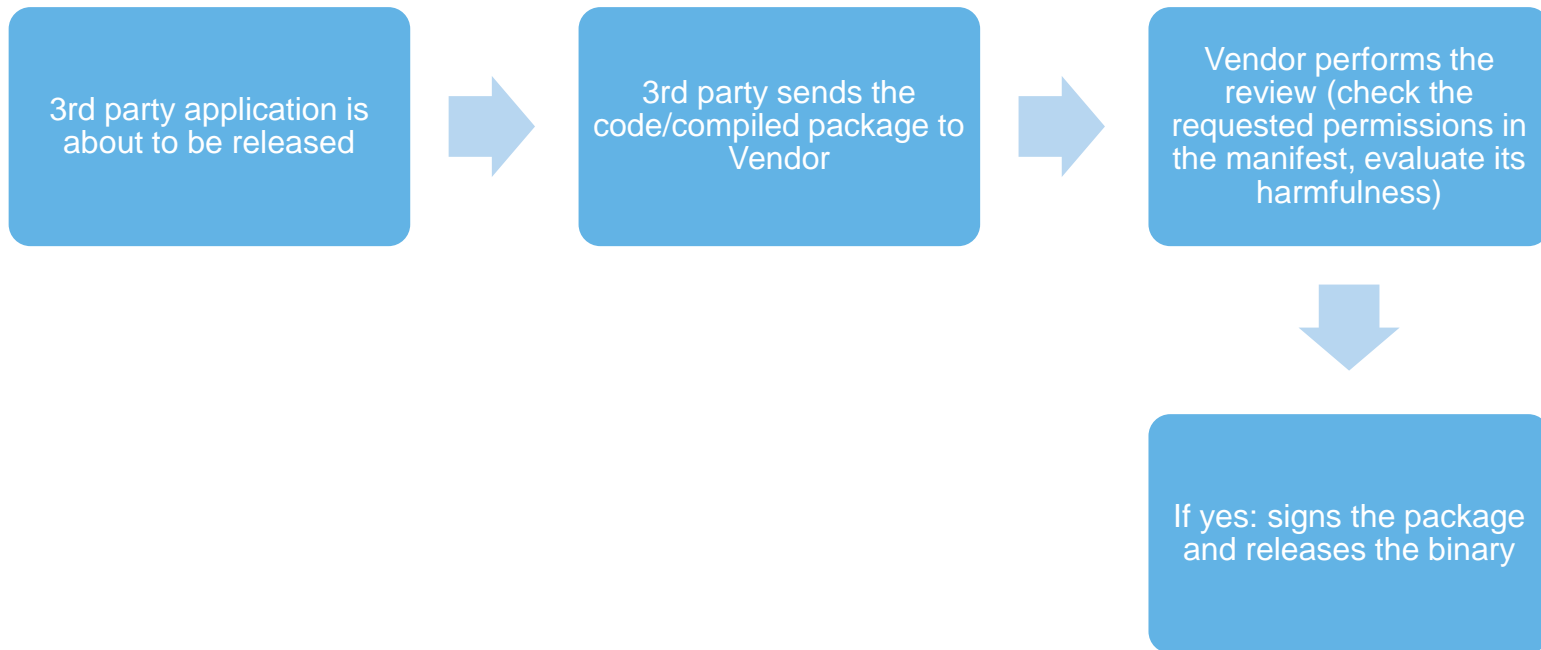 3rd party application is
about to be released
3rd party sends the
code/compiled package to
Vendor
Vendor performs the
review (check the
requested permissions in
the manifest, evaluate its
harmfulness)
If yes: signs the package
and releases the binary